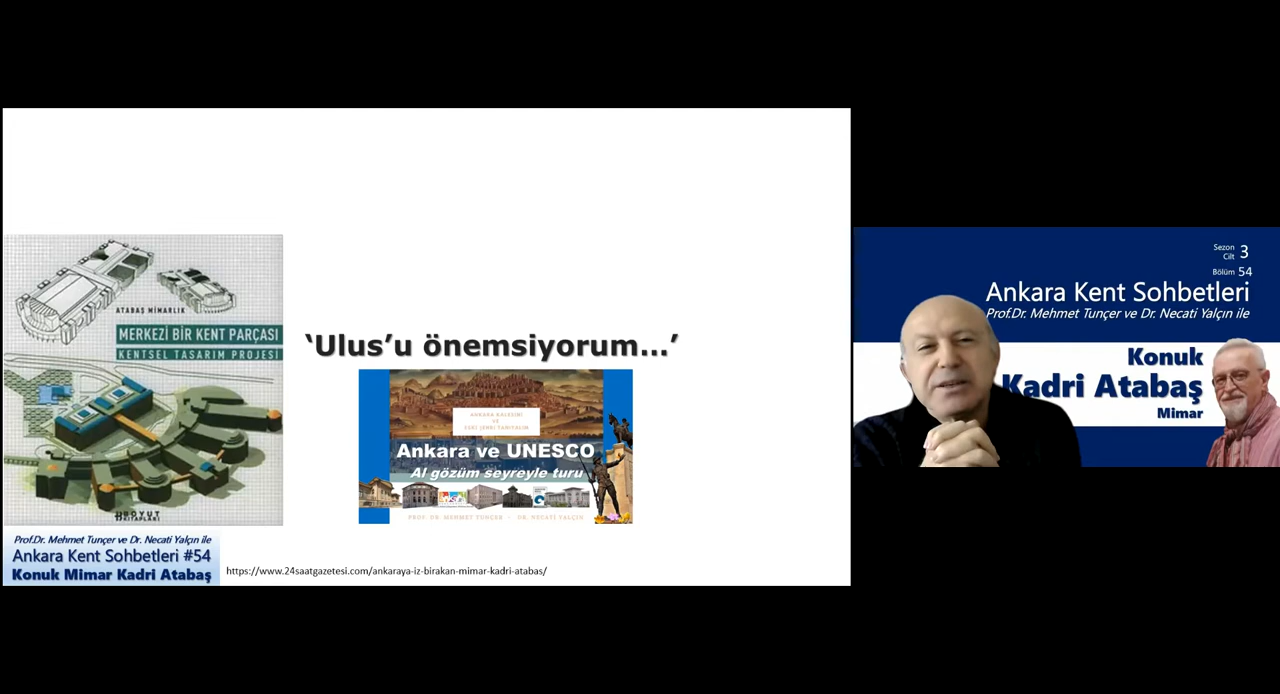 ATABAŞ MİMARLIK
MERKEZİ BİR KENT PARÇASI
KENTSEL TASARIM PROJESİ
BOYUT
KİTAPLARI
‘Ulus’u önemsiyorum...’
ANKARA KALESİNİ
VE
ESKİ ŞEHRİ TANIYALIM
Ankara ve UNESCO
Al gözüm seyreyle turu
PROF. DR. MEHMET TUNÇER - DR. NECATİ YALÇIN
Prof.Dr. Mehmet Tunçer ve Dr. Necati Yalçın ile
Ankara Kent Sohbetleri #54
Konuk Mimar Kadri Atabaş
https://www.24saatgazetesi.com/ankaraya-iz-birakan-mimar-kadri-atabas/
Sezon
Cilt 3
Bölüm 54
Ankara Kent Sohbetleri
Prof.Dr. Mehmet Tunçer ve Dr. Necati Yalçın ile
Konuk
Kadri Atabaş
Mimar